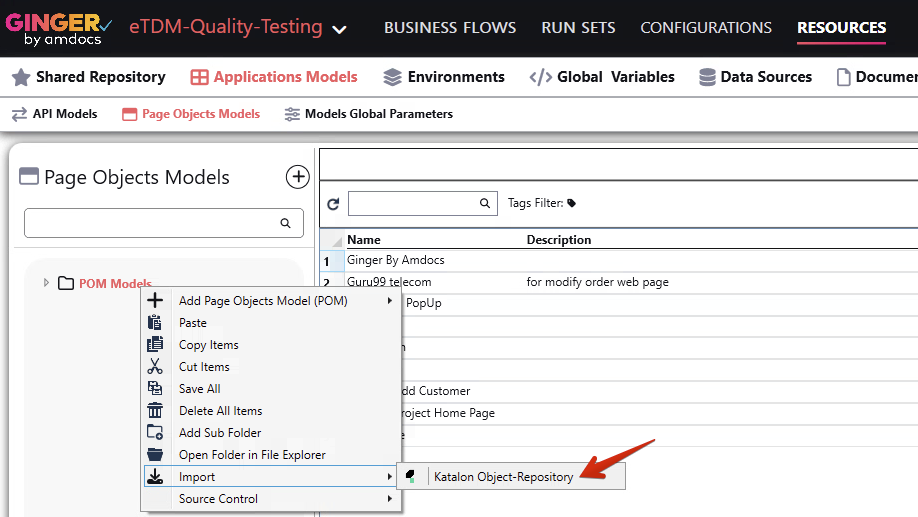 GINGER
by amdocs
eTDM-Quality-Testing
BUSINESS FLOWS
RUN SETS
CONFIGURATIONS
RESOURCES
Shared Repository
Applications Models
Environments
Global Variables
Data Sources
Documen
API Models
Page Objects Models
Models Global Parameters
Page Objects Models
Tags Filter:
Name Description
1 Ginger By Amdocs
2 Guru99 telecom for modify order web page
PopUp
dd Customer
roject Home Page
POM Models
Add Page Objects Model (POM)
Paste
Copy Items
Cut Items
Save All
Delete All Items
Add Sub Folder
Open Folder in File Explorer
Import
Source Control
Katalon Object-Repository